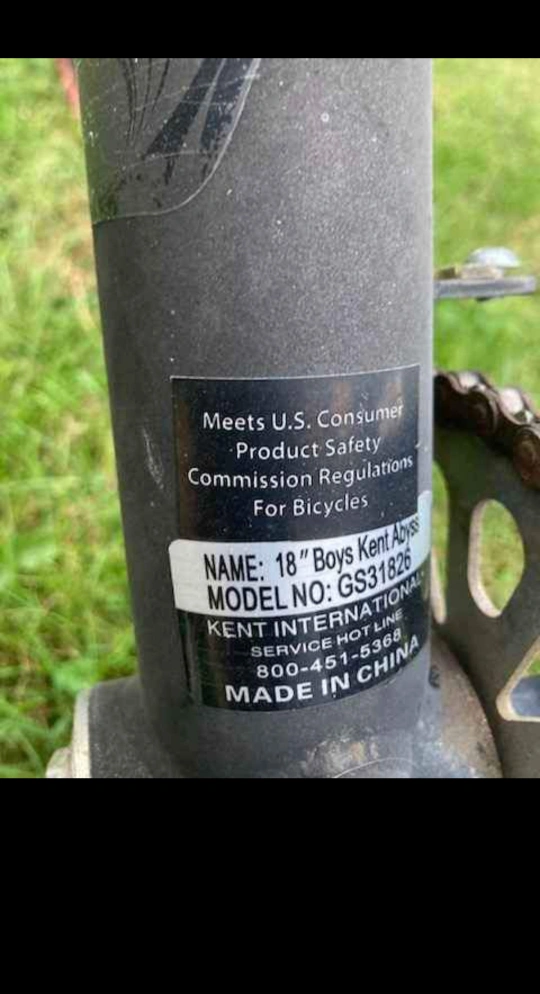 Meets U.S. Consumer
Product Safety
Commission Regulations
For Bicycles
NAME: 18" Boys Kent Abyss
MODEL NO: GS31826
KENT INTERNATIONAL
SERVICE HOT LINE
800-451-5368
MADE IN CHINA